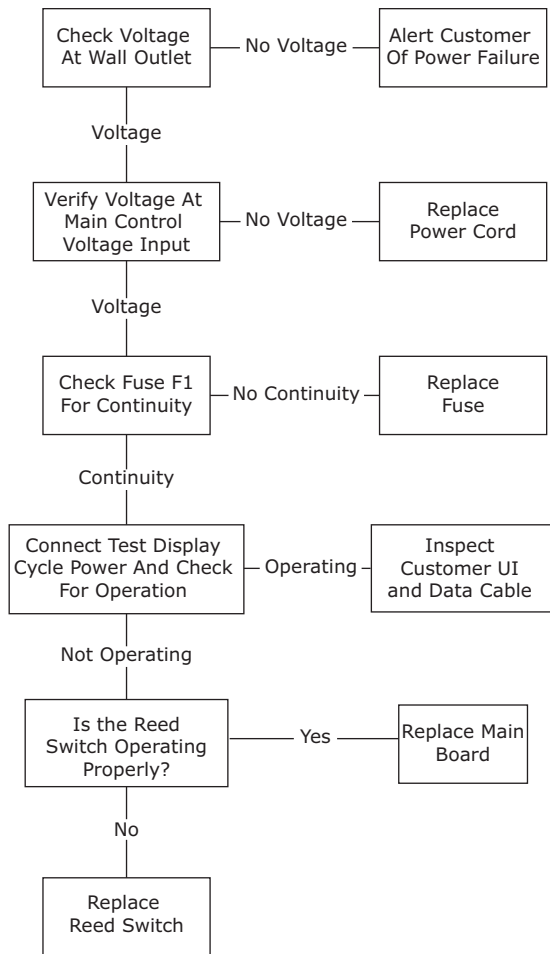 Check Voltage
At Wall Outlet
No Voltage
Alert Customer
Of Power Failure
Voltage
Verify Voltage At
Main Control
Voltage Input
No Voltage
Replace
Power Cord
Voltage
Check Fuse F1
For Continuity
No Continuity
Replace
Fuse
Continuity
Connect Test Display
Cycle Power And Check
For Operation
Operating
Inspect
Customer UI
and Data Cable
Not Operating
Is the Reed
Switch Operating
Properly?
Yes
Replace Main
Board
No
Replace
Reed Switch